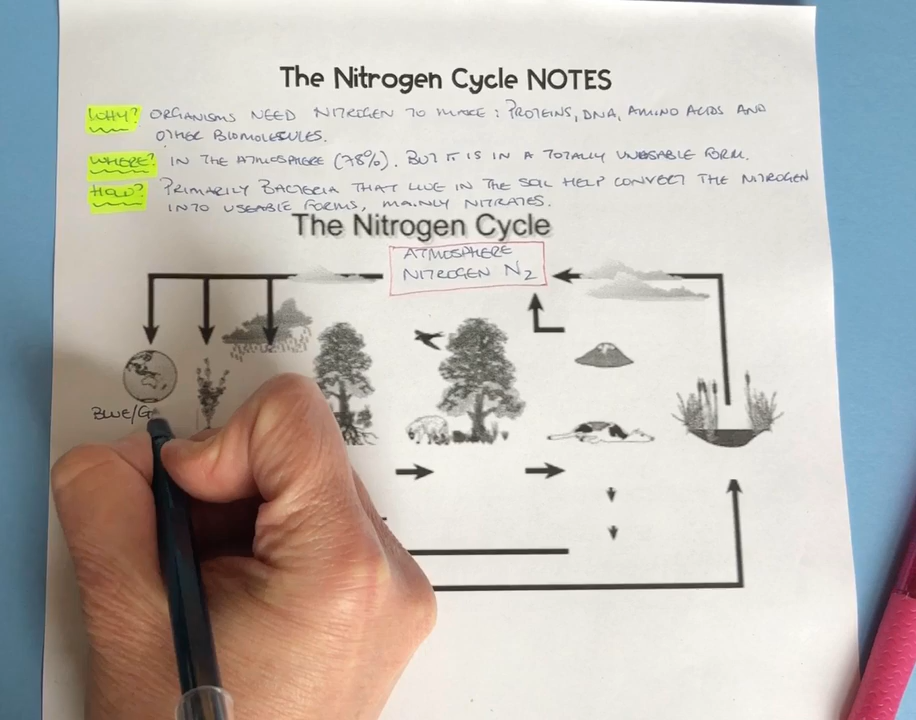 The Nitrogen Cycle NOTES
WHY? ORGANISMS NEED NITROGEN TO MAKE: PROTEINS, DNA, AMINO ACIDS AND
OTHER BIOMOLECULES.
WHERE? IN THE ATMOSPHERE (78%). BUT IT IS IN A TOTALLY UNUSABLE FORM.
HOW? PRIMARILY BACTERIA THAT LIVE IN THE SOIL HELP CONVERT THE NITROGEN
INTO USEABLE FORMS, MAINLY NITRATES.
The Nitrogen Cycle
ATMOSPHERE
NITROGEN N2
BLUE/G